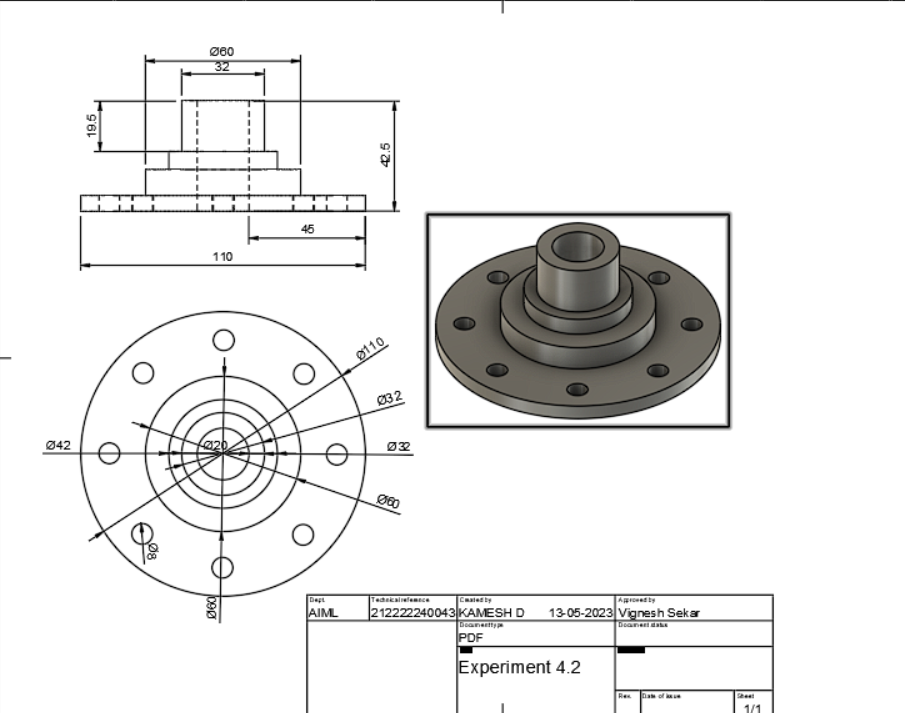 Ø60
32
19.5
42.5
45
110
Ø110
Ø32
Ø42
Ø20
Ø32
Ø60
Ø8
Ø60
Dept. Technical reference Created by Approved by
AIML 212222240043 KAMESH D 13-05-2023 Vignesh Sekar
Document type Document status
PDF
Experiment 4.2
Rev. Date of issue Sheet
1/1